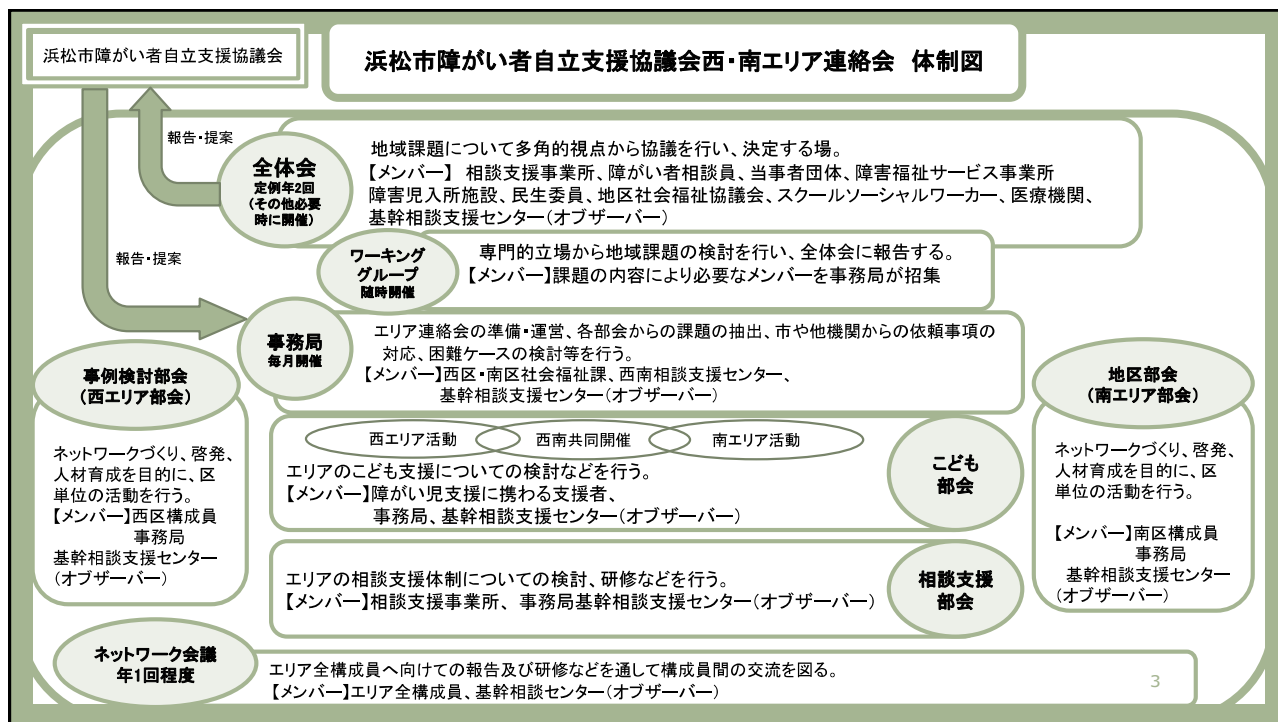 浜松市障がい者自立支援協議会
浜松市障がい者自立支援協議会西・南エリア連絡会　体制図
報告・提案
全体会
定例年2回
(その他必要
時に開催)
地域課題について多角的視点から協議を行い、決定する場。
【メンバー】 相談支援事業所、障がい者相談員、当事者団体、障害福祉サービス事業所
障害児入所施設、民生委員、地区社会福祉協議会、スクールソーシャルワーカー、医療機関、
基幹相談支援センター(オブザーバー)
報告・提案
ワーキング
グループ
随時開催
専門的立場から地域課題の検討を行い、全体会に報告する。
【メンバー】課題の内容により必要なメンバーを事務局が招集
事務局
毎月開催
エリア連絡会の準備・運営、各部会からの課題の抽出、市や他機関からの依頼事項の
対応、困難ケースの検討等を行う。
【メンバー】西区・南区社会福祉課、西南相談支援センター、
基幹相談支援センター(オブザーバー)
事例検討部会
(西エリア部会)
ネットワークづくり、啓発、
人材育成を目的に、区
単位の活動を行う。
【メンバー】西区構成員
事務局
基幹相談支援センター
(オブザーバー)
西エリア活動
西南共同開催
南エリア活動
エリアのこども支援についての検討などを行う。
【メンバー】障がい児支援に携わる支援者、
事務局、基幹相談支援センター(オブザーバー)
こども
部会
エリアの相談支援体制についての検討、研修などを行う。
【メンバー】相談支援事業所、 事務局基幹相談支援センター(オブザーバー)
相談支援
部会
地区部会
(南エリア部会)
ネットワークづくり、啓発、
人材育成を目的に、区
単位の活動を行う。
【メンバー】南区構成員
事務局
基幹相談支援センター
(オブザーバー)
ネットワーク会議
年1回程度
エリア全構成員へ向けての報告及び研修などを通して構成員間の交流を図る。
【メンバー】エリア全構成員、基幹相談センター(オブザーバー)
3